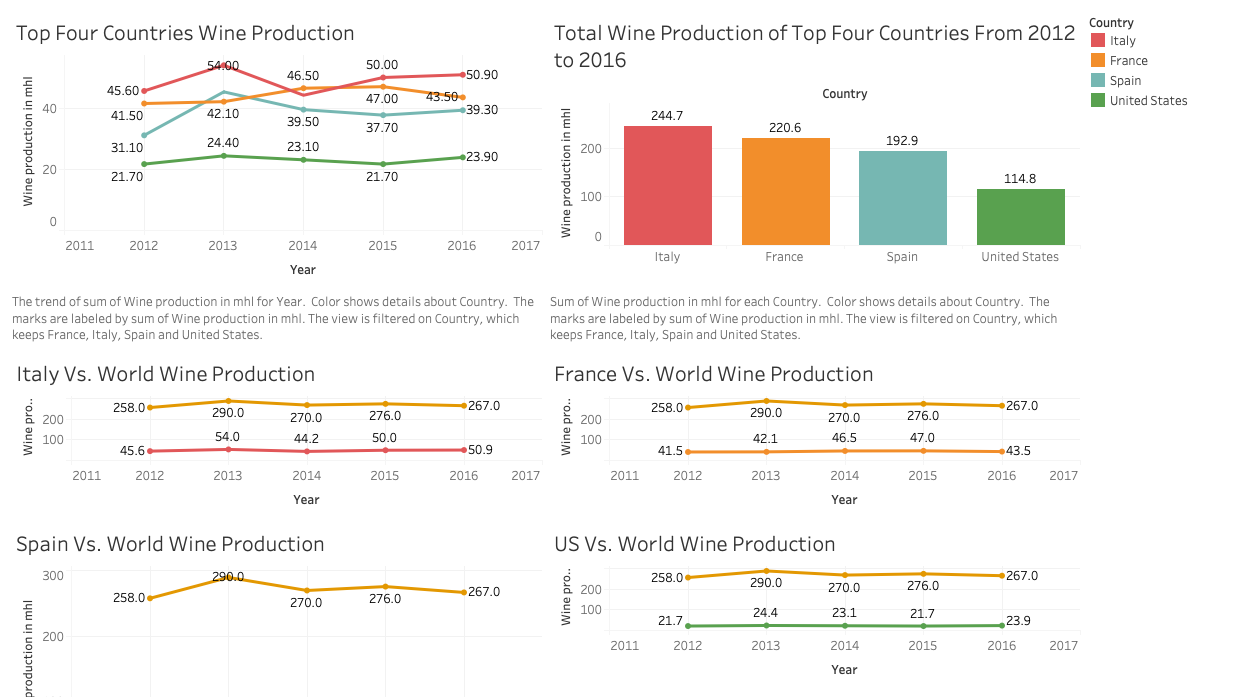 Top Four Countries Wine Production
Wine production in mhl
40
20
0
45.60
54.00
46.50
50.00
50.90
41.50
42.10
47.00
43.50
31.10
39.50
37.70
39.30
21.70
24.40
23.10
21.70
23.90
2011 2012 2013 2014 2015 2016 2017
Year
The trend of sum of Wine production in mhl for Year. Color shows details about Country. The
marks are labeled by sum of Wine production in mhl. The view is filtered on Country, which
keeps France, Italy, Spain and United States.
Total Wine Production of Top Four Countries From 2012
to 2016
Country
Wine production in mhl
200
100
0
244.7
220.6
192.9
114.8
Italy France Spain United States
Sum of Wine production in mhl for each Country. Color shows details about Country. The
marks are labeled by sum of Wine production in mhl. The view is filtered on Country, which
keeps France, Italy, Spain and United States.
Country
Italy
France
Spain
United States
Italy Vs. World Wine Production
Wine pro..
200
100
258.0 290.0 270.0 276.0 267.0
45.6 54.0 44.2 50.0 50.9
2011 2012 2013 2014 2015 2016 2017
Year
France Vs. World Wine Production
Wine pro..
200
100
258.0 290.0 270.0 276.0 267.0
41.5 42.1 46.5 47.0 43.5
2011 2012 2013 2014 2015 2016 2017
Year
Spain Vs. World Wine Production
production in mhl
300
200
258.0 290.0 270.0 276.0 267.0
US Vs. World Wine Production
Wine pro..
200
100
258.0 290.0 270.0 276.0 267.0
21.7 24.4 23.1 21.7 23.9
2011 2012 2013 2014 2015 2016 2017
Year